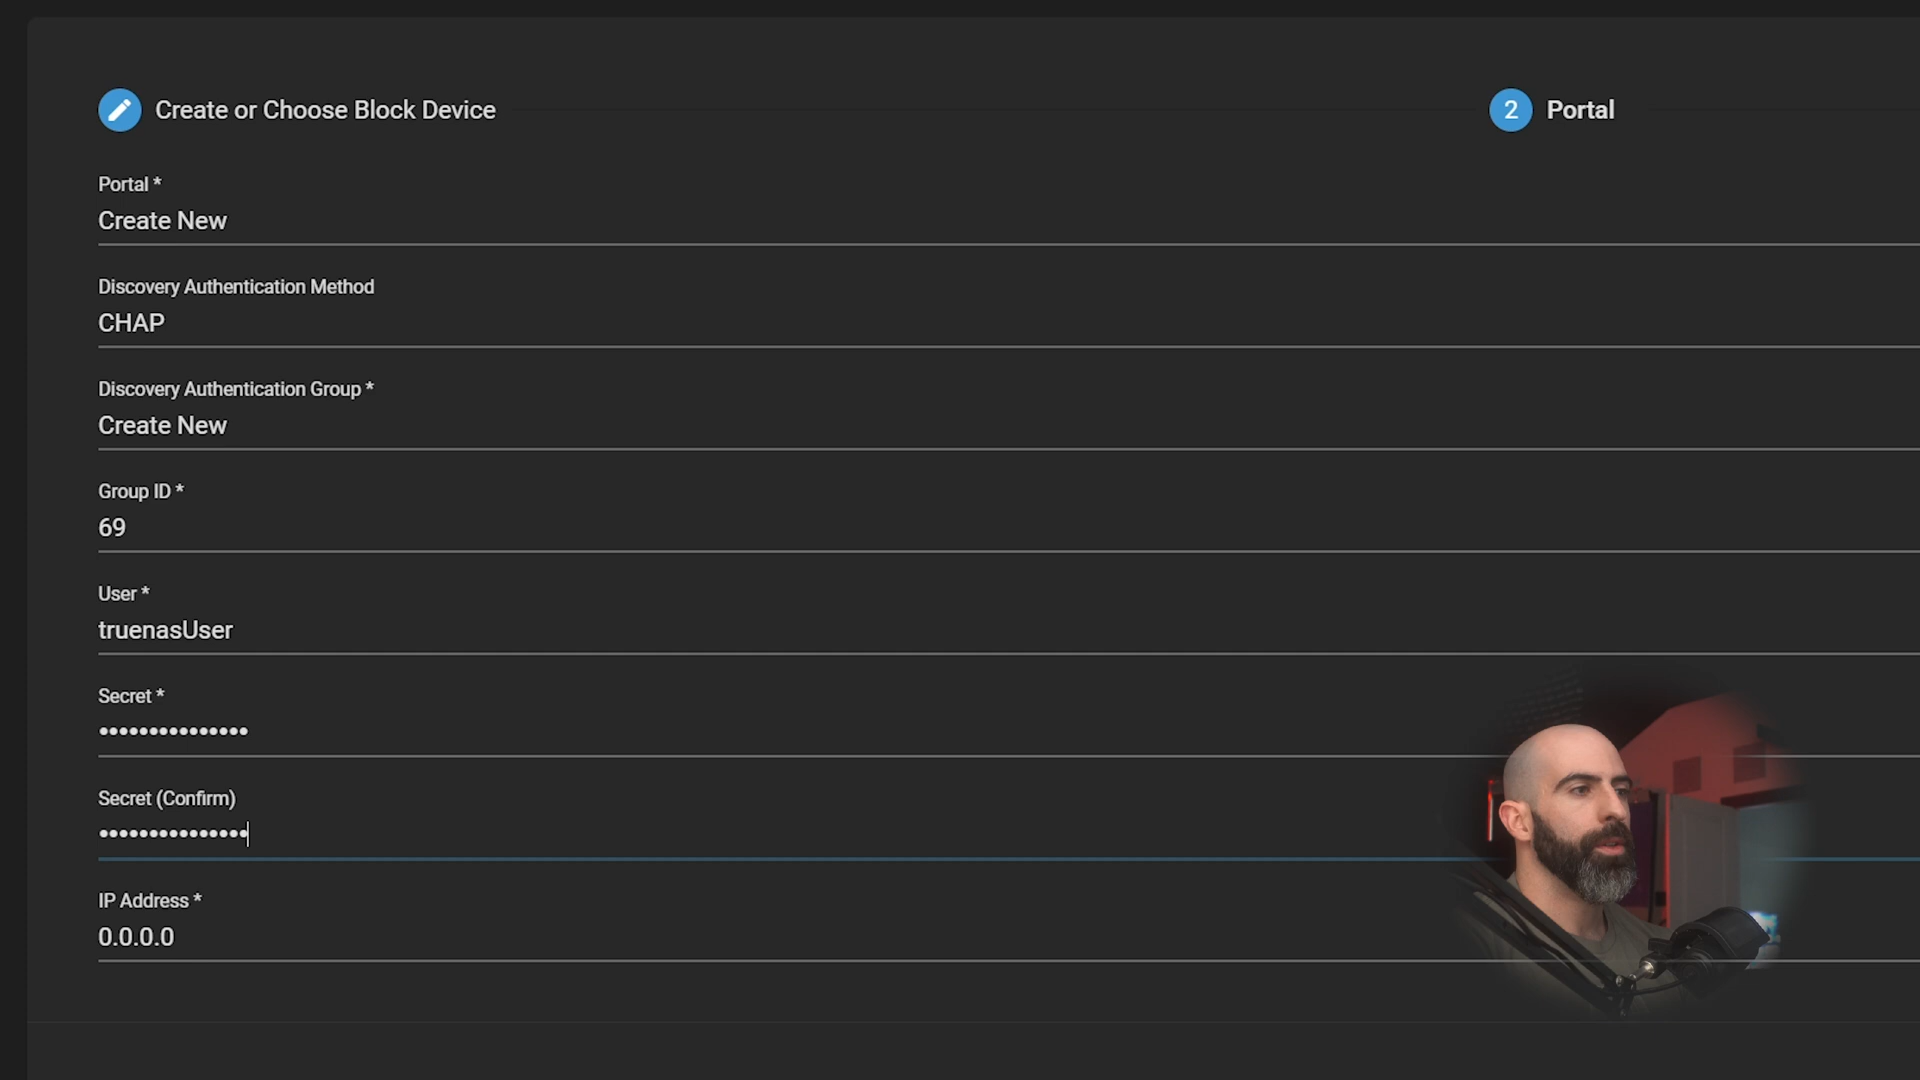 Create or Choose Block Device
2 Portal
Portal *
Create New
Discovery Authentication Method
CHAP
Discovery Authentication Group *
Create New
Group ID *
69
User *
truenasUser
Secret *
•••••••••••••••
Secret (Confirm)
•••••••••••••••
IP Address *
0.0.0.0